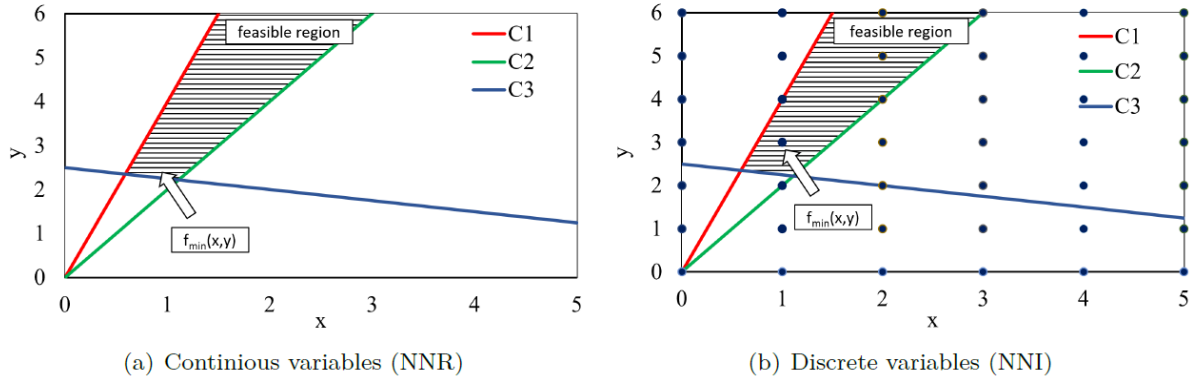 6
5
4
3
2
1
0
y
0
1
2
3
4
5
x
feasible region
C1
C2
C3
fmin(x,y)
(a) Continious variables (NNR)
6
5
4
3
2
1
0
y
0
1
2
3
4
5
x
feasible region
C1
C2
C3
fmin(x,y)
(b) Discrete variables (NNI)